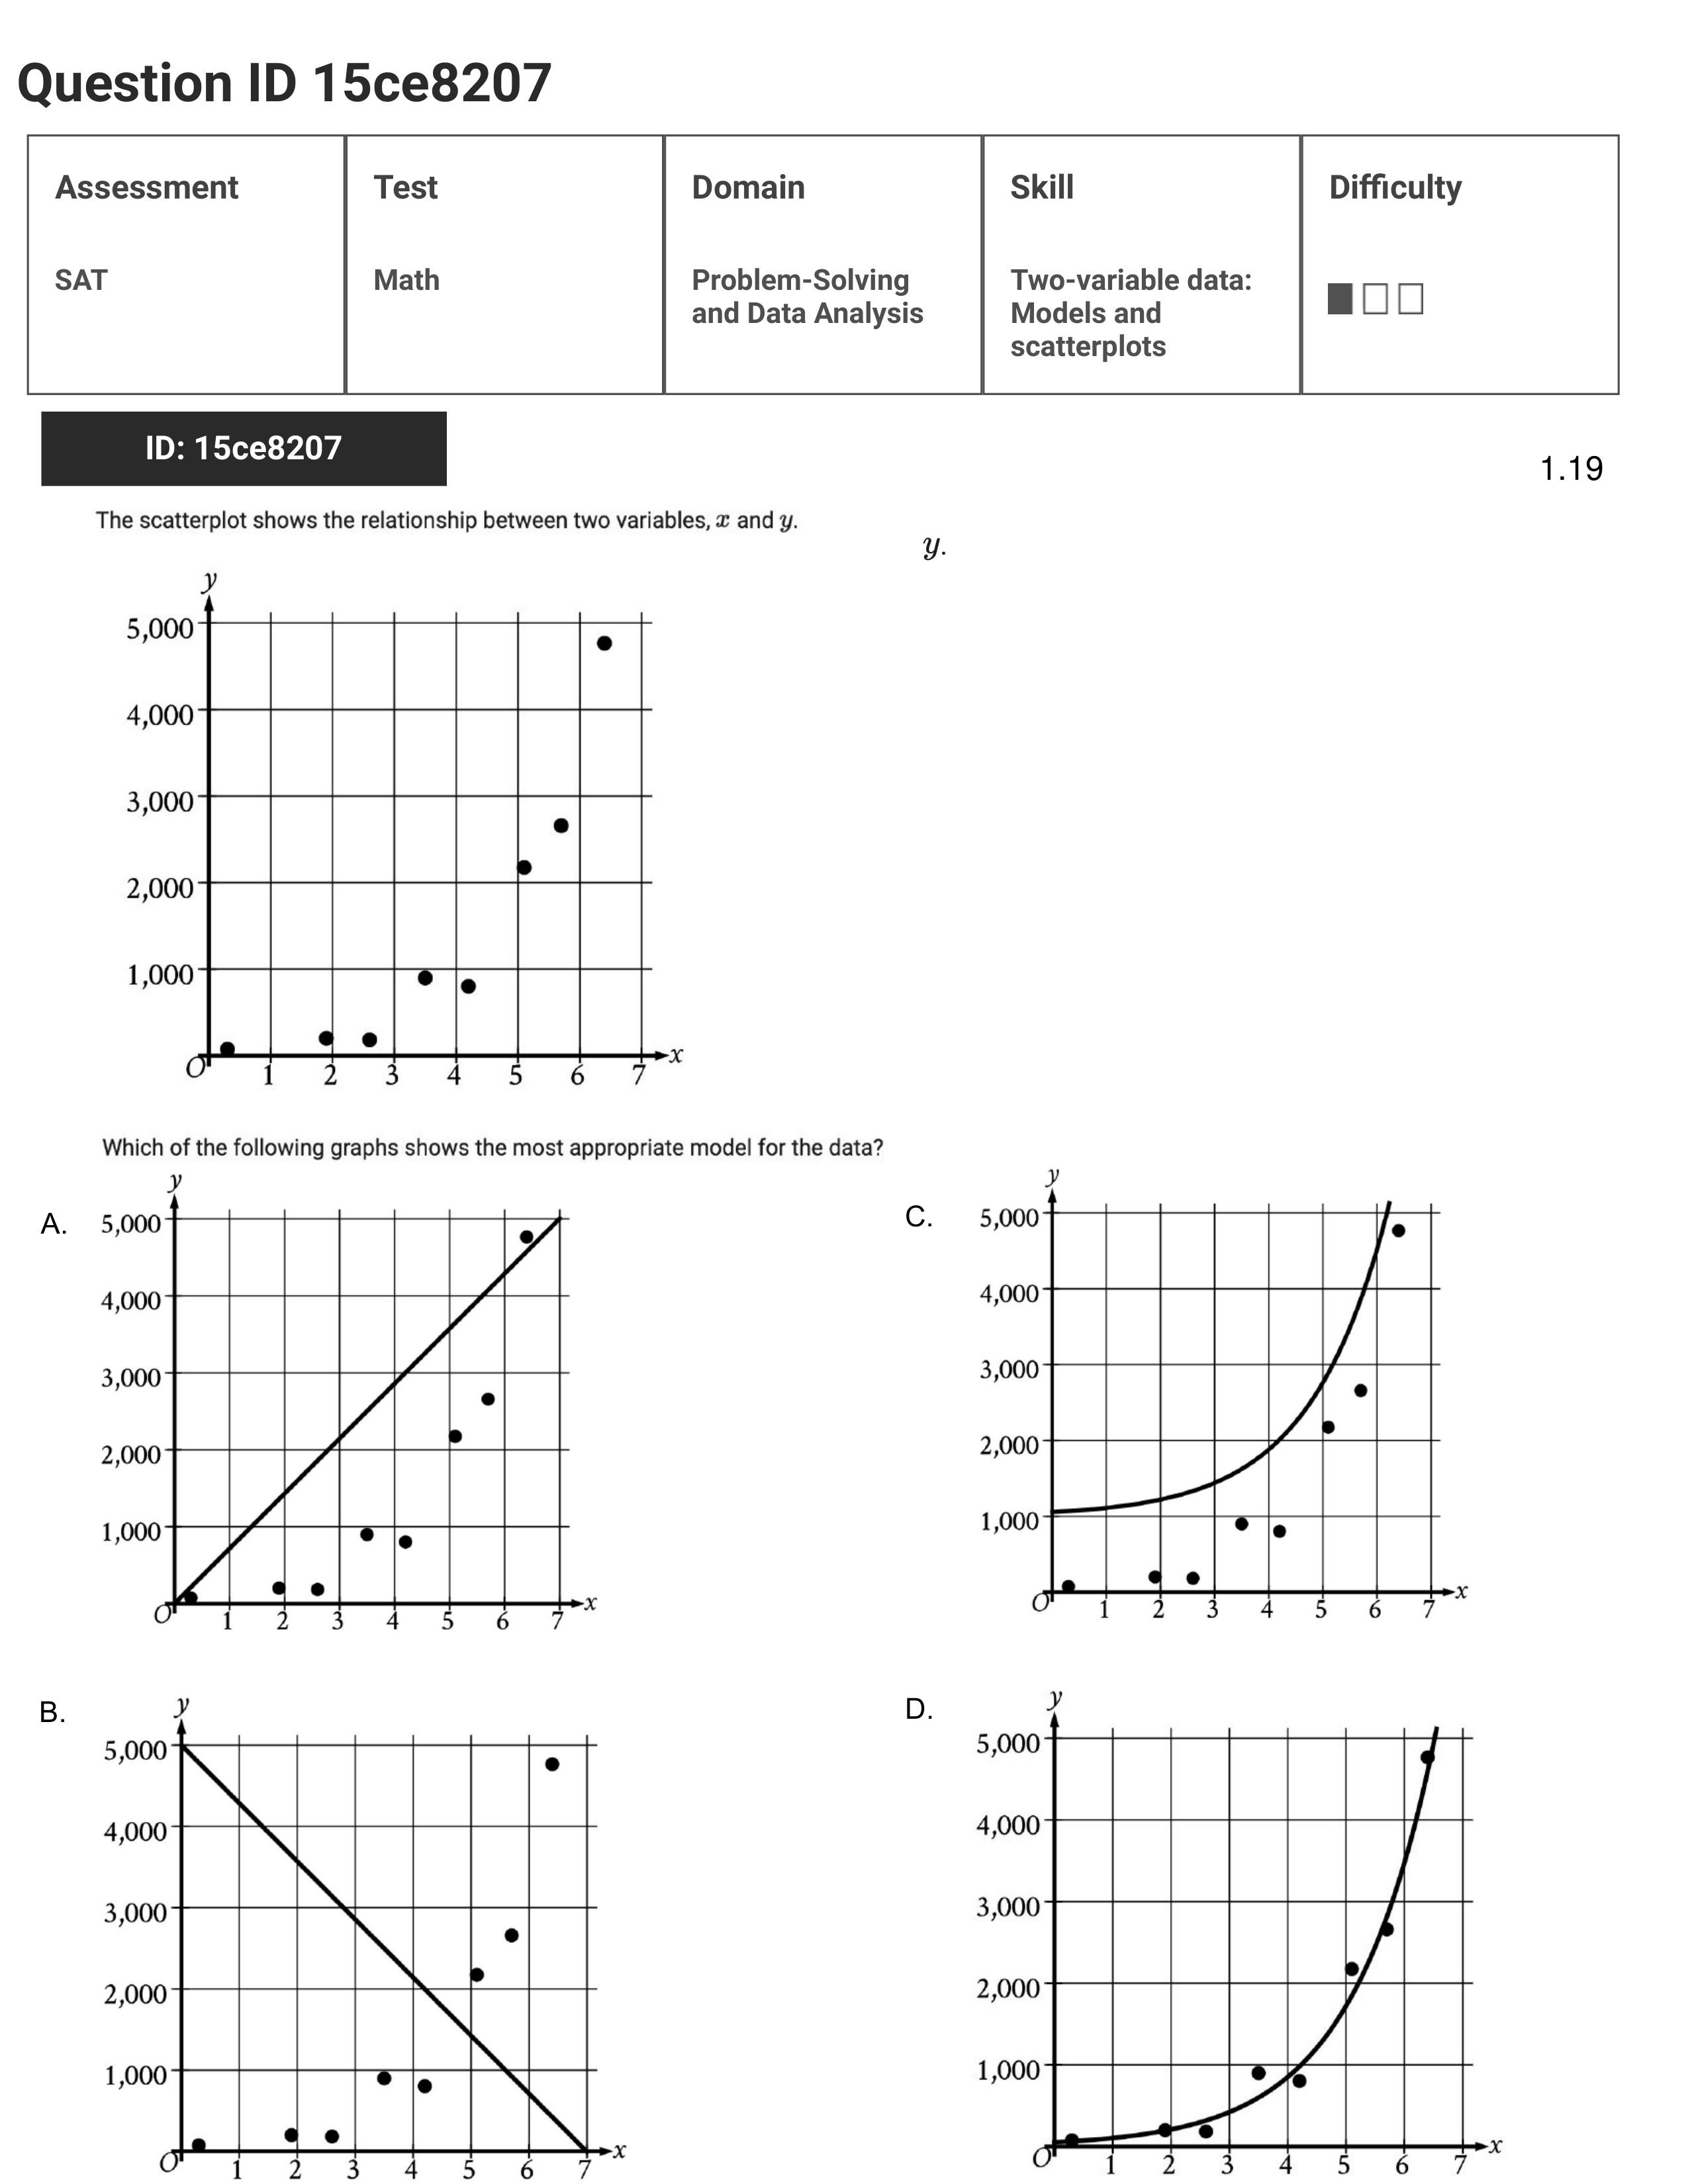 Question ID 15ce8207
Assessment
Test
Domain
Skill
Difficulty
SAT
Math
Problem-Solving
and Data Analysis
Two-variable data:
Models and
scatterplots
ID: 15ce8207
1.19
The scatterplot shows the relationship between two variables, x and y.
y.
y
5,000
4,000
3,000
2,000
1,000
O
1 2 3 4 5 6 7
x
Which of the following graphs shows the most appropriate model for the data?
A.
y
5,000
4,000
3,000
2,000
1,000
O
1 2 3 4 5 6 7
x
C.
y
5,000
4,000
3,000
2,000
1,000
O
1 2 3 4 5 6 7
x
B.
y
5,000
4,000
3,000
2,000
1,000
O
1 2 3 4 5 6 7
x
D.
y
5,000
4,000
3,000
2,000
1,000
O
1 2 3 4 5 6 7
x